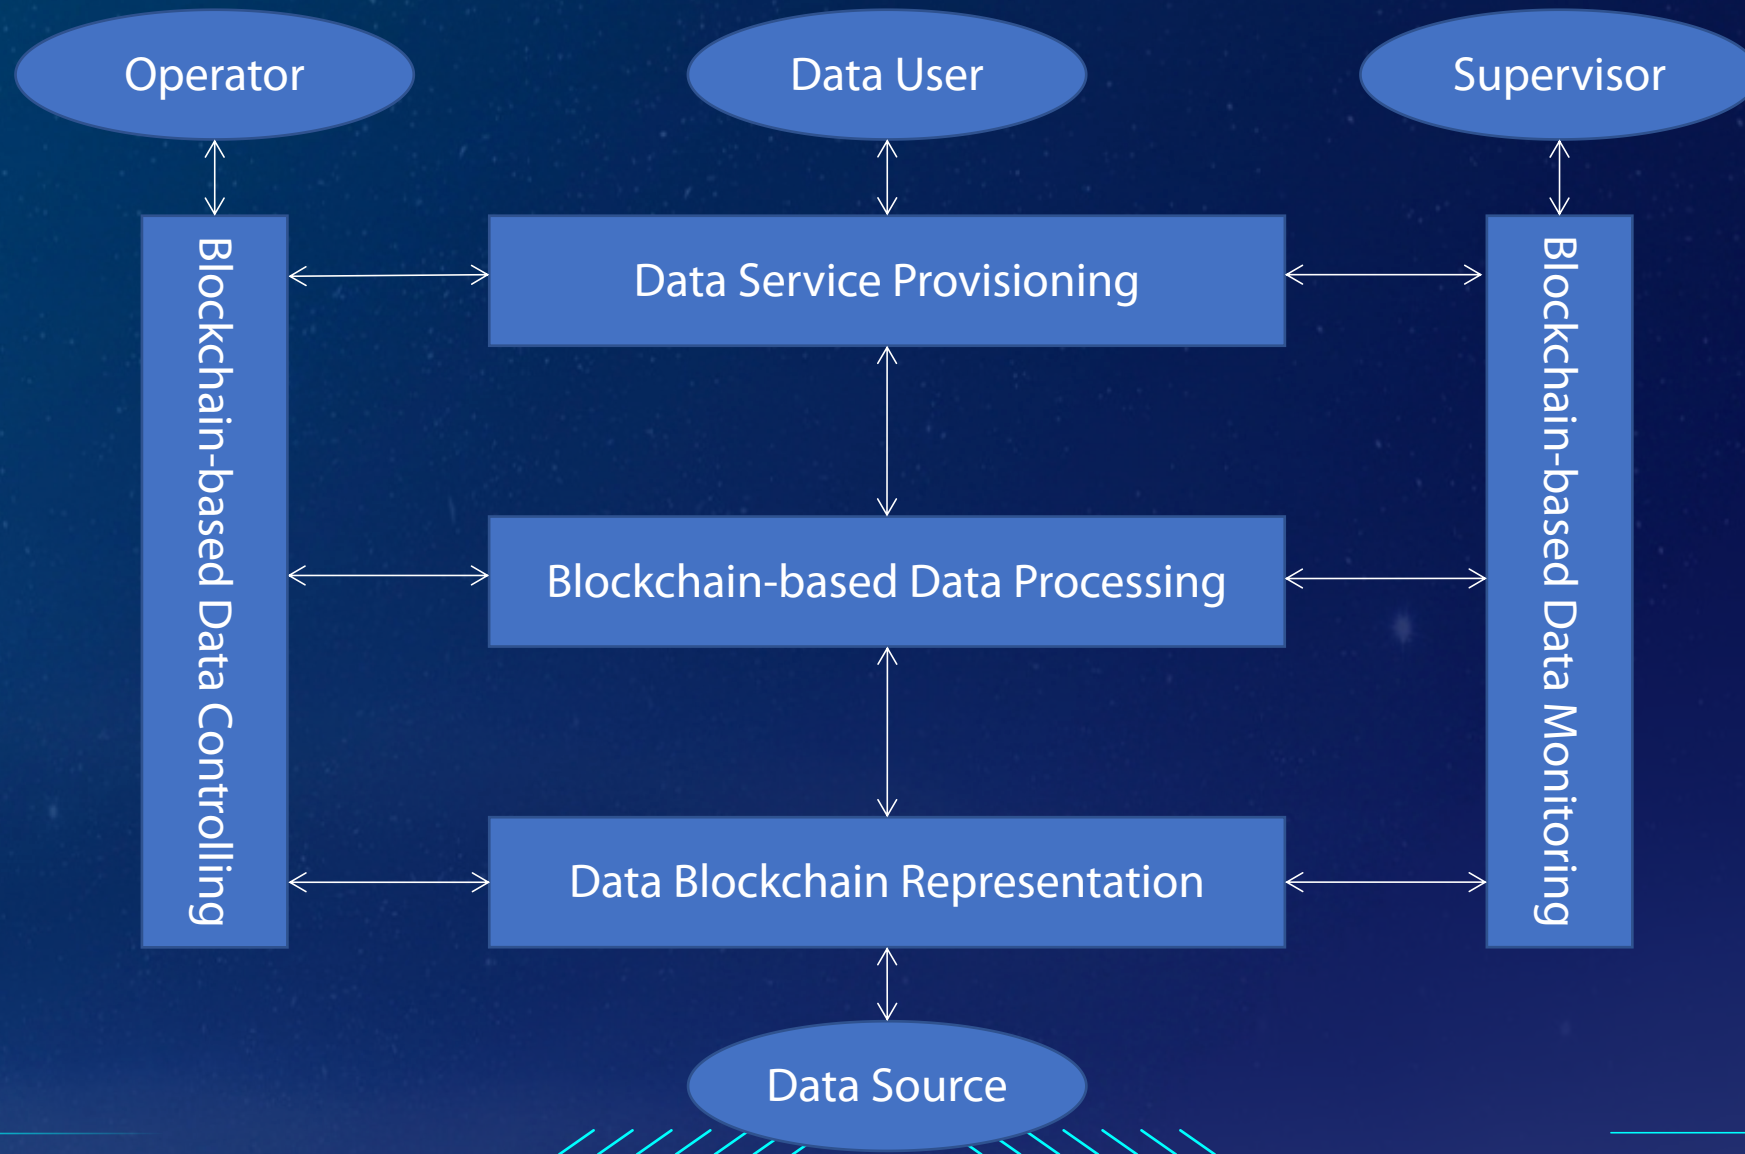 Operator
Data User
Supervisor
Blockchain-based Data Controlling
Data Service Provisioning
Blockchain-based Data Processing
Data Blockchain Representation
Blockchain-based Data Monitoring
Data Source